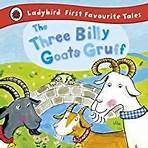 Ladybird First Favourite Tales
The
Three Billy
Goats Gruff